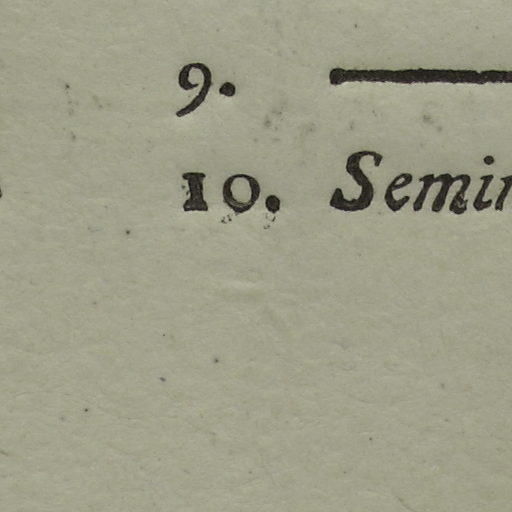 9. ———
10. Semin